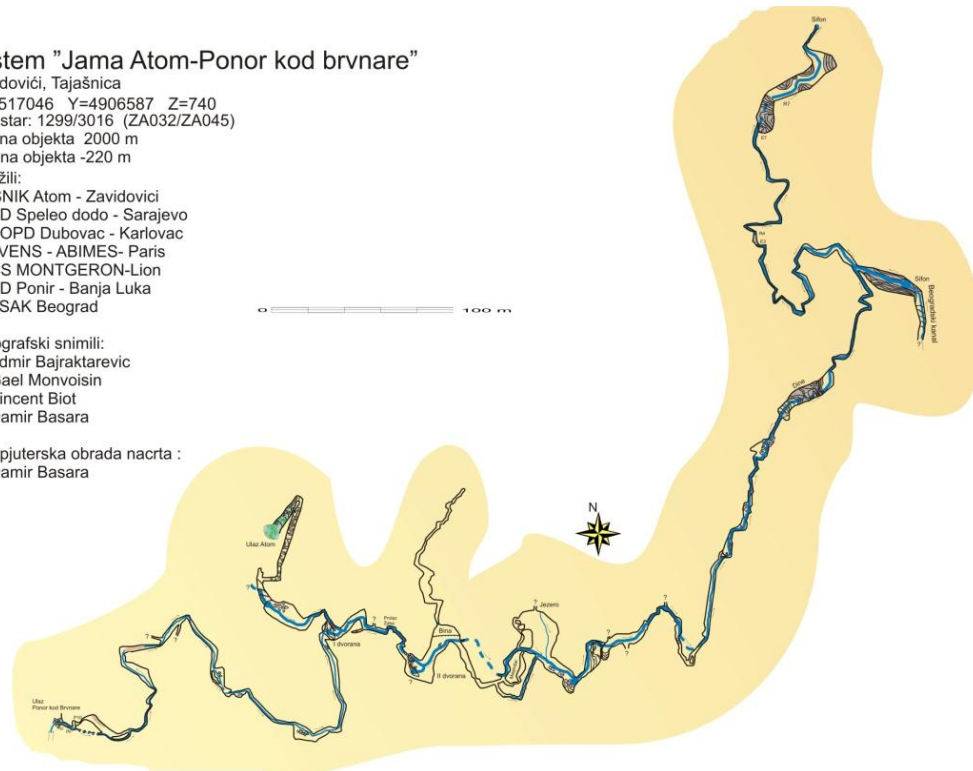 stem ”Jama Atom-Ponor kod brvnare”
dovići, Tajašnica
517046 Y=4906587 Z=740
star: 1299/3016 (ZA032/ZA045)
na objekta 2000 m
na objekta -220 m
žili:
SNIK Atom - Zavidovici
D Speleo dodo - Sarajevo
OPD Dubovac - Karlovac
VENS - ABIMES- Paris
S MONTGERON-Lion
D Ponir - Banja Luka
SAK Beograd
0 100 m
ografski snimili:
dmir Bajraktarevic
ael Monvoisin
incent Biot
amir Basara
pjuterska obrada nacrta :
amir Basara
Sifon
R7
Sifon
Beogradski kanal
?
Dine
N
Ulaz Atom
?
?
I dvorana
?
Bina
II dvorana
?
? Jezero
?
?
?
?
?
Ulaz
Ponor kod Brvnare